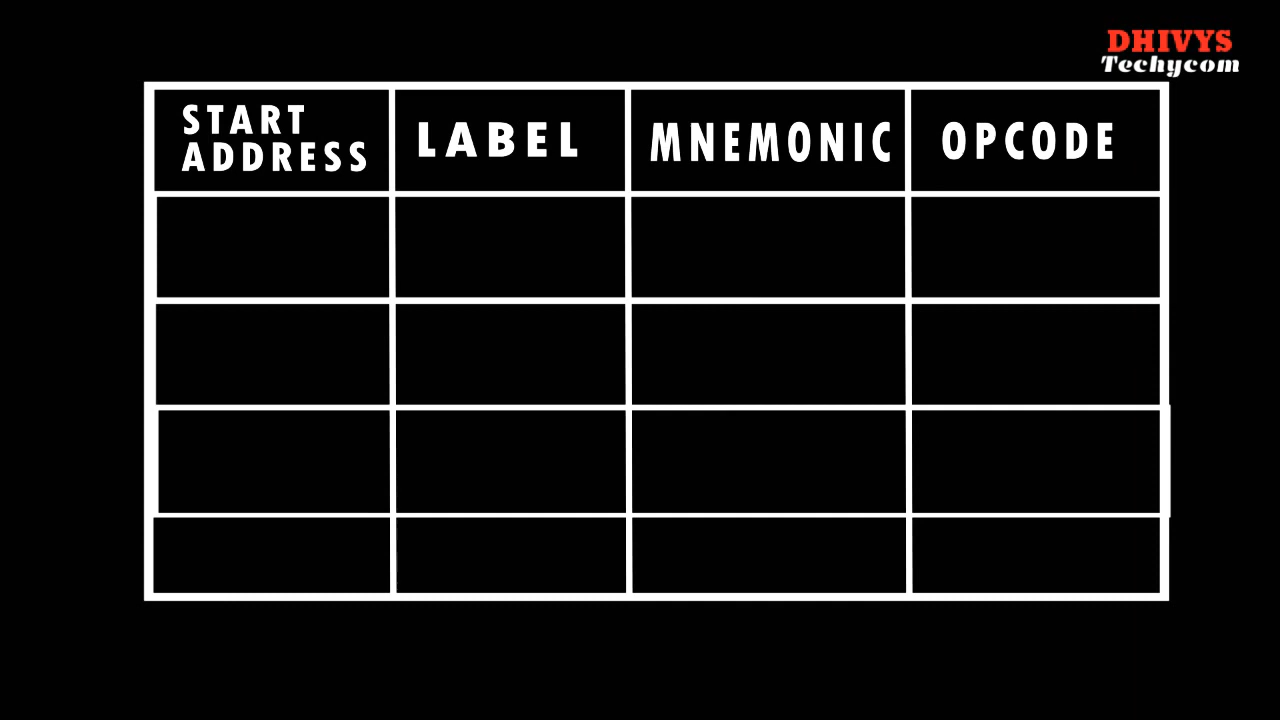 DHIVYS
Techycom
START
ADDRESS
LABEL
MNEMONIC
OPCODE